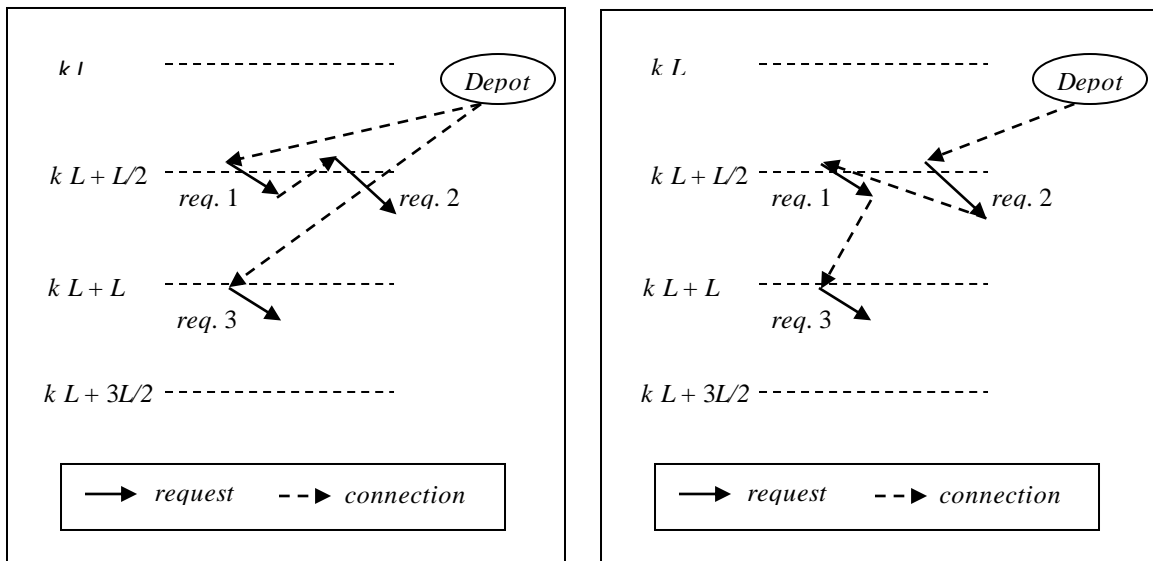 k L
Depot
k L + L/2
req. 1
req. 2
k L + L
req. 3
k L + 3L/2
request
connection
k L
Depot
k L + L/2
req. 1
req. 2
k L + L
req. 3
k L + 3L/2
request
connection